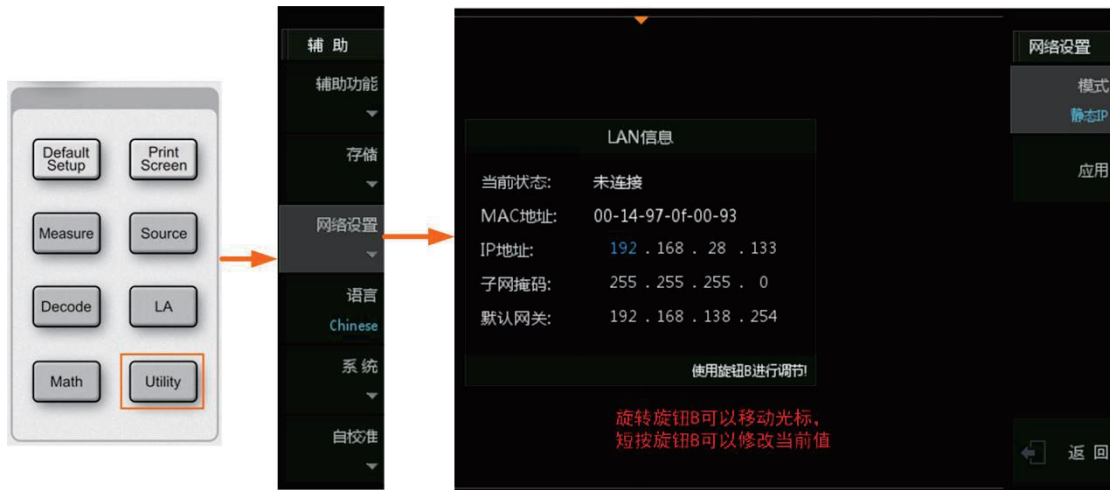 Default
Setup
Print
Screen
Measure
Source
Decode
LA
Math
Utility
辅 助
辅助功能
存储
网络设置
语言
Chinese
系 统
自校准
LAN信息
当前状态: 未连接
MAC地址: 00-14-97-0f-00-93
IP地址: 192 . 168 . 28 . 133
子网掩码: 255 . 255 . 255 . 0
默认网关: 192 . 168 . 138 . 254
使用旋钮B进行调节!
旋转旋钮B可以移动光标，
短按旋钮B可以修改当前值
网络设置
模式
静态IP
应用
返 回